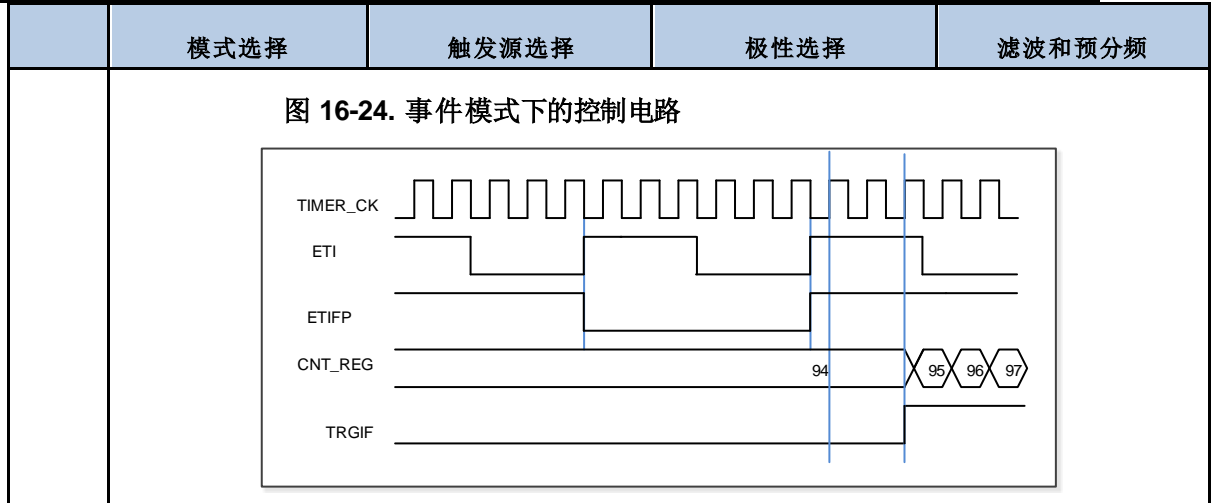 模式选择 触发源选择 极性选择 滤波和预分频
图 16-24. 事件模式下的控制电路
TIMER_CK
ETI
ETIFP
CNT_REG 94 95 96 97
TRGIF